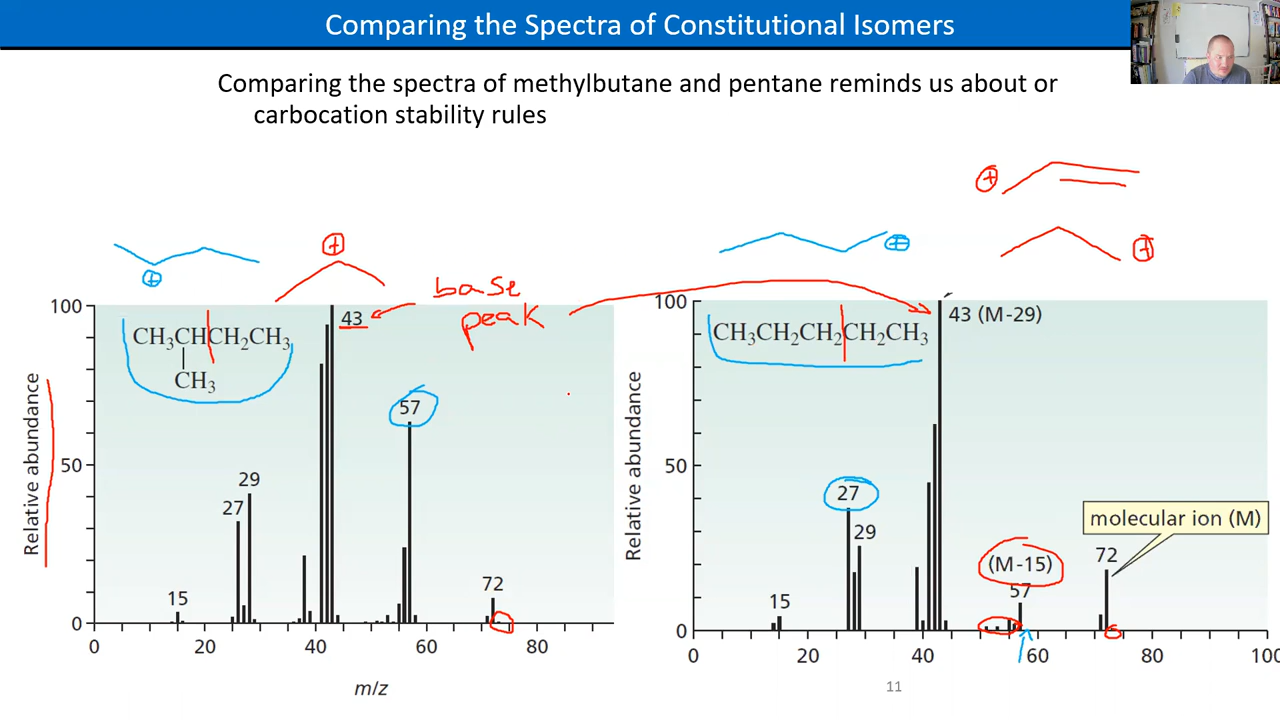 Comparing the Spectra of Constitutional Isomers
Comparing the spectra of methylbutane and pentane reminds us about or
carbocation stability rules
+
+
base
peak
100
50
0
Relative abundance
CH₃CHCH₂CH₃
CH₃
43
57
29
27
15
72
0
20
40
60
80
m/z
+
+
+
100
50
0
Relative abundance
CH₃CH₂CH₂CH₂CH₃
43 (M-29)
27
29
15
(M-15)
57
72
molecular ion (M)
0
20
40
60
80
100
11